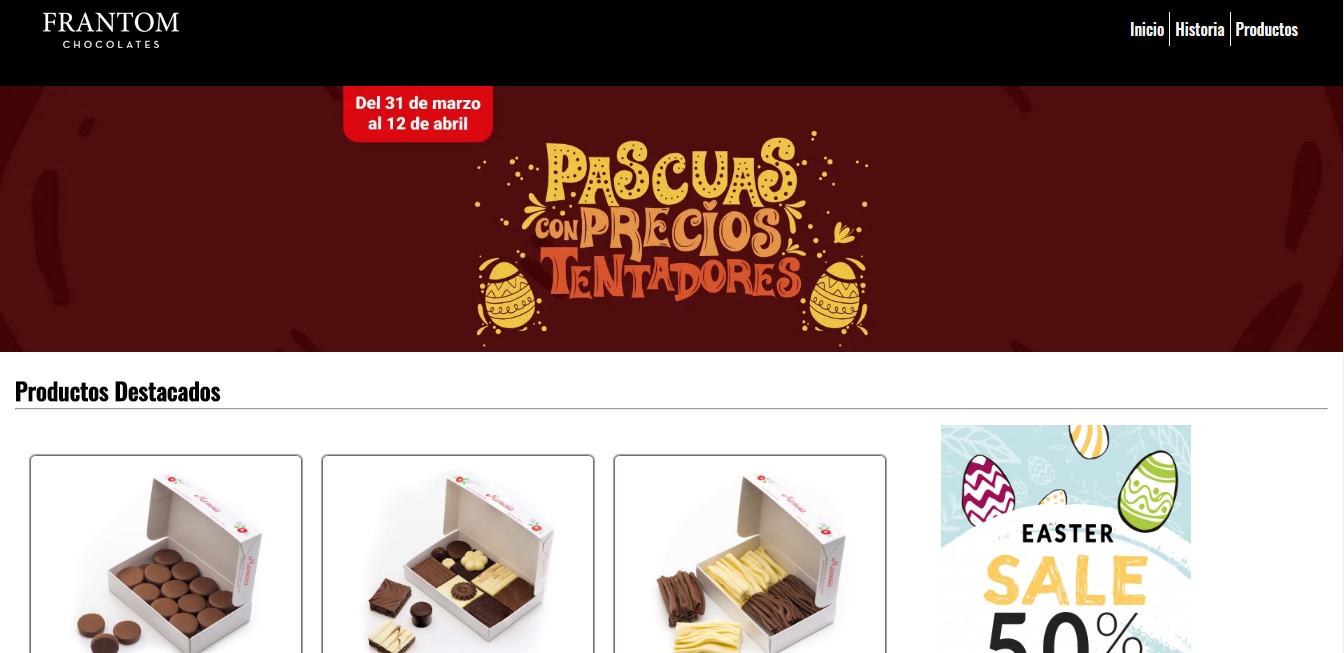 FRANTOM
CHOCOLATES
Inicio
Historia
Productos
Del 31 de marzo
al 12 de abril
PASCUAS
CON PRECIOS
TENTADORES
Productos Destacados
EASTER
SALE
50%